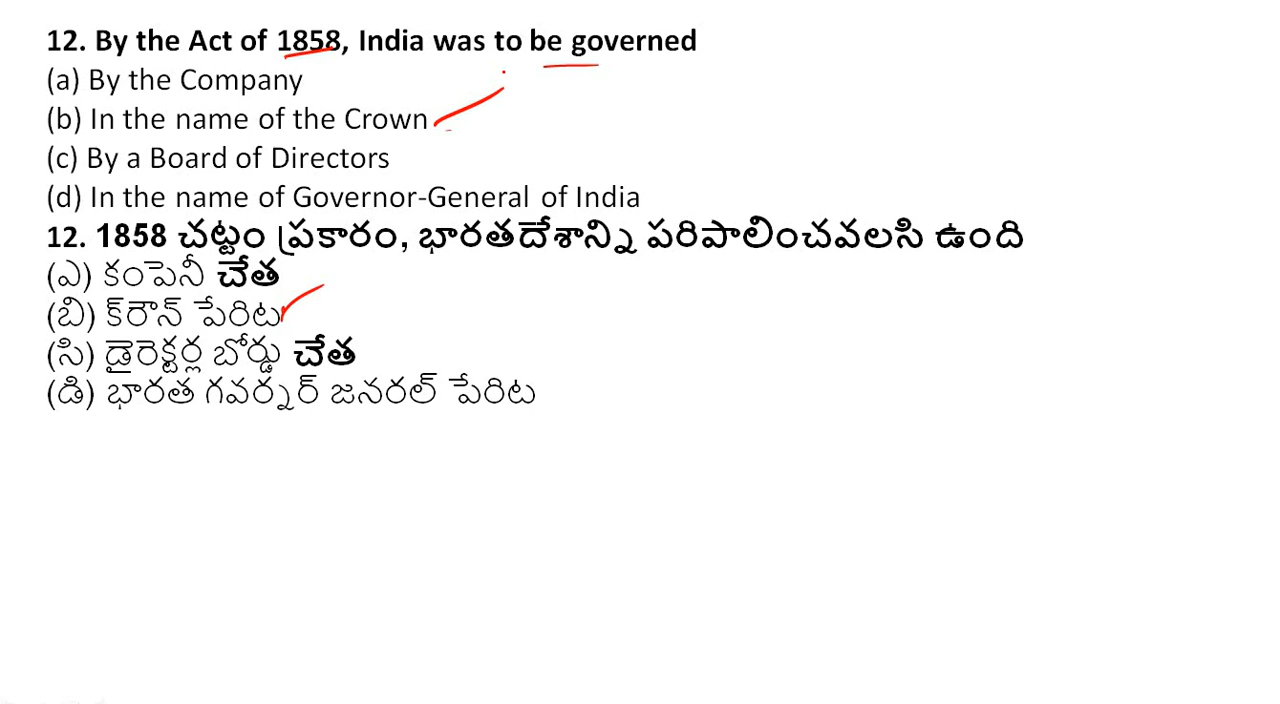 12. By the Act of 1858, India was to be governed
(a) By the Company
(b) In the name of the Crown
(c) By a Board of Directors
(d) In the name of Governor-General of India
12. 1858 చట్టం ప్రకారం, భారతదేశాన్ని పరిపాలించవలసి ఉంది
(ఎ) కంపెనీ చేత
(బి) క్‌రౌన్ పేరిట
(సి) డైరెక్టర్ల బోర్డు చేత
(డి) భారత గవర్నర్ జనరల్ పేరిట